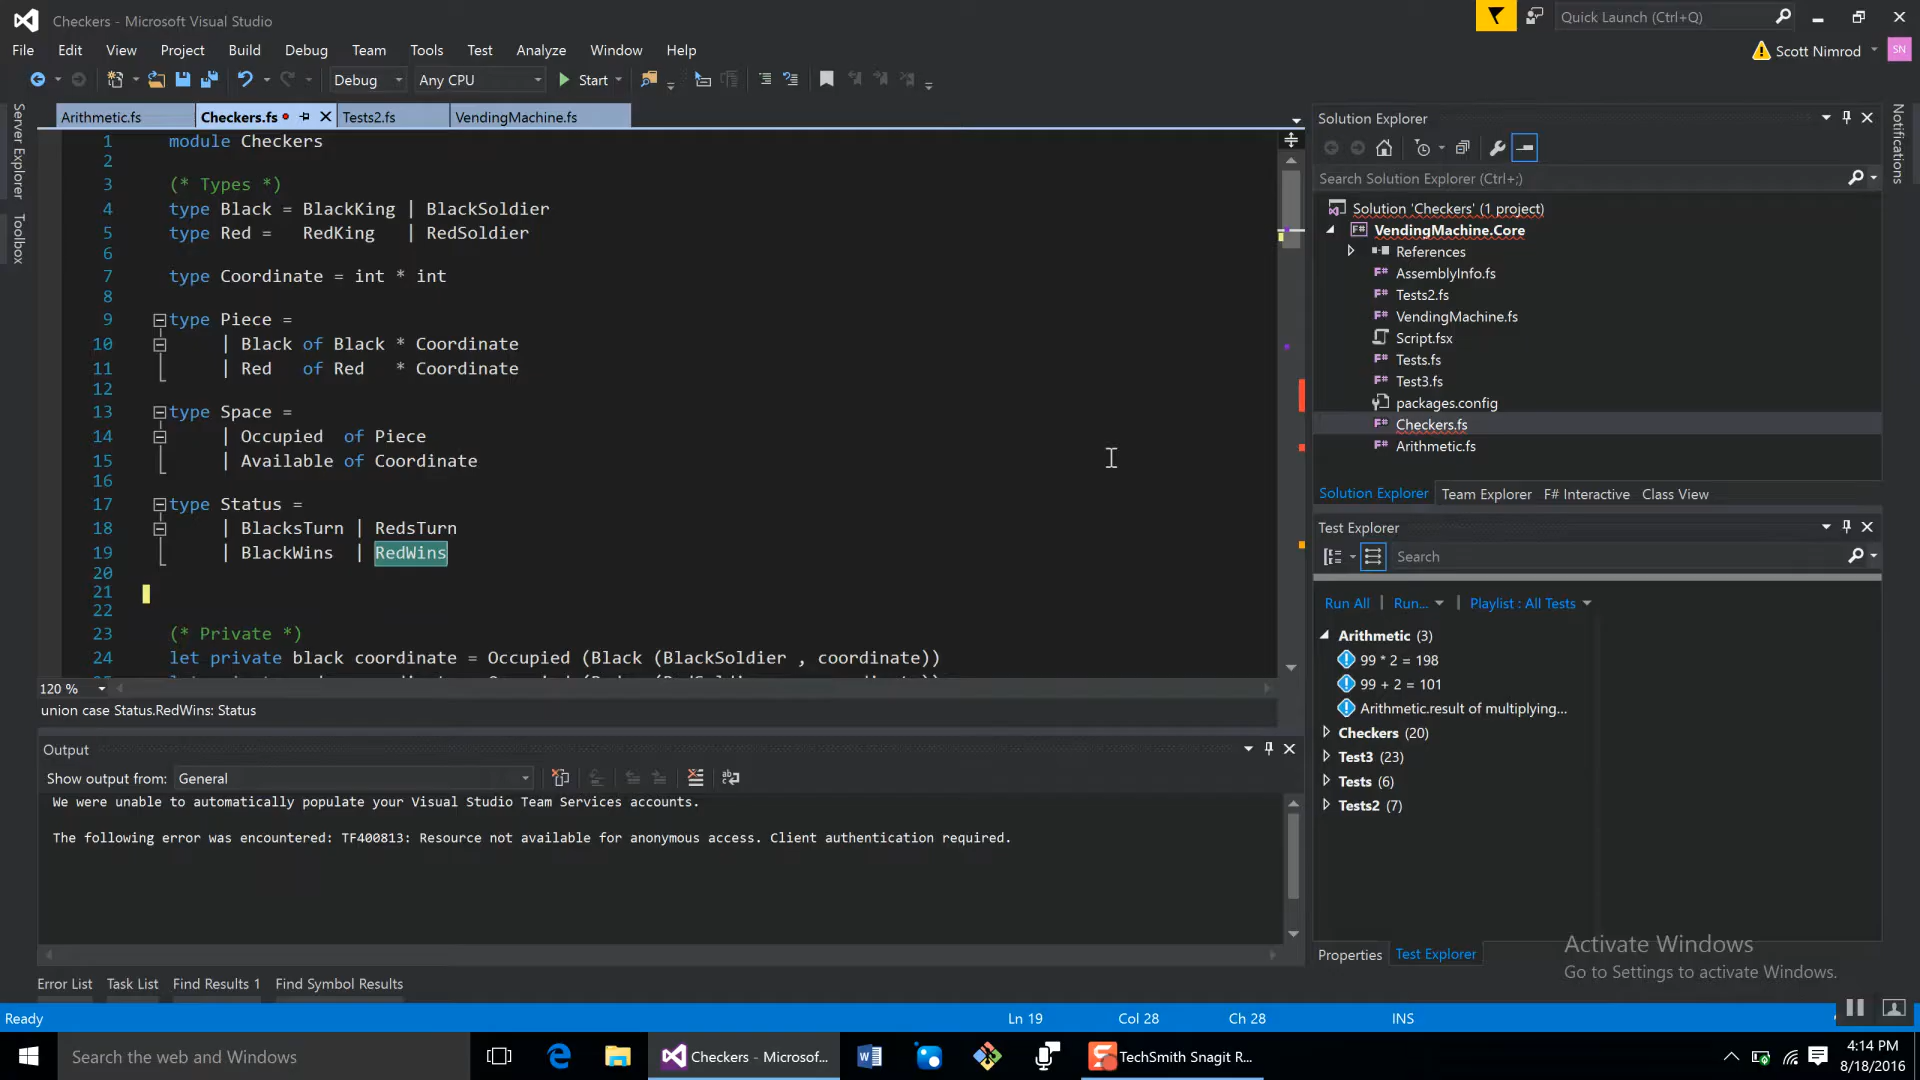 Checkers - Microsoft Visual Studio
Quick Launch (Ctrl+Q)
File Edit View Project Build Debug Team Tools Test Analyze Window Help
Scott Nimrod
SN
Debug Any CPU Start
Server Explorer
Toolbox
Arithmetic.fs Checkers.fs Tests2.fs VendingMachine.fs
1 module Checkers
2
3 (* Types *)
4 type Black = BlackKing | BlackSoldier
5 type Red = RedKing | RedSoldier
6
7 type Coordinate = int * int
8
9 type Piece =
10 | Black of Black * Coordinate
11 | Red of Red * Coordinate
12
13 type Space =
14 | Occupied of Piece
15 | Available of Coordinate
16
17 type Status =
18 | BlacksTurn | RedsTurn
19 | BlackWins | RedWins
20
21
22
23 (* Private *)
24 let private black coordinate = Occupied (Black (BlackSoldier , coordinate))
120 %
union case Status.RedWins: Status
Output
Show output from: General
We were unable to automatically populate your Visual Studio Team Services accounts.
The following error was encountered: TF400813: Resource not available for anonymous access. Client authentication required.
Error List Task List Find Results 1 Find Symbol Results
Solution Explorer
Search Solution Explorer (Ctrl+;)
Solution 'Checkers' (1 project)
VendingMachine.Core
References
AssemblyInfo.fs
Tests2.fs
VendingMachine.fs
Script.fsx
Tests.fs
Test3.fs
packages.config
Checkers.fs
Arithmetic.fs
Solution Explorer Team Explorer F# Interactive Class View
Test Explorer
Search
Run All | Run... | Playlist : All Tests
Arithmetic (3)
99 * 2 = 198
99 + 2 = 101
Arithmetic.result of multiplying...
Checkers (20)
Test3 (23)
Tests (6)
Tests2 (7)
Properties Test Explorer
Activate Windows
Go to Settings to activate Windows.
Notifications
Ready Ln 19 Col 28 Ch 28 INS
Search the web and Windows
Checkers - Microsof...
TechSmith Snagit R...
4:14 PM
8/18/2016